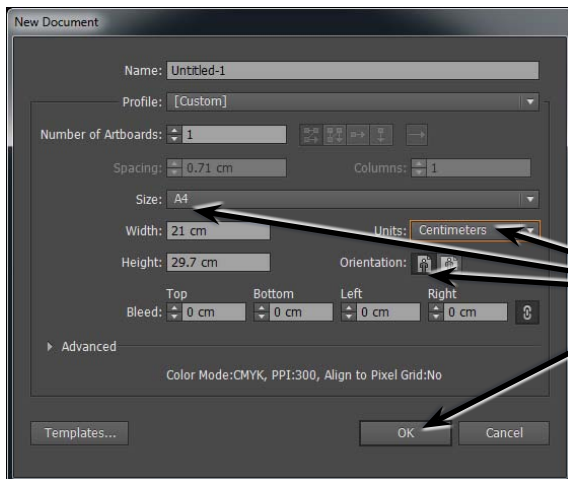 New Document
Name: Untitled-1
Profile: [Custom]
Number of Artboards: 1
Spacing: 0.71 cm Columns: 1
Size: A4
Width: 21 cm Units: Centimeters
Height: 29.7 cm Orientation:
Top Bottom Left Right
Bleed: 0 cm 0 cm 0 cm 0 cm
Advanced
Color Mode:CMYK, PPI:300, Align to Pixel Grid:No
Templates... OK Cancel